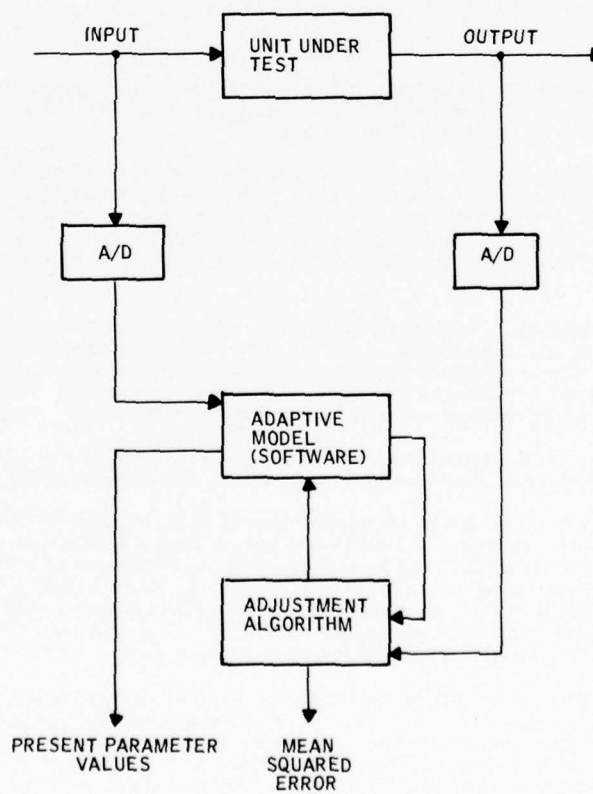 INPUT
UNIT UNDER
TEST
OUTPUT
A/D
A/D
ADAPTIVE
MODEL
(SOFTWARE)
ADJUSTMENT
ALGORITHM
PRESENT PARAMETER
VALUES
MEAN
SQUARED
ERROR